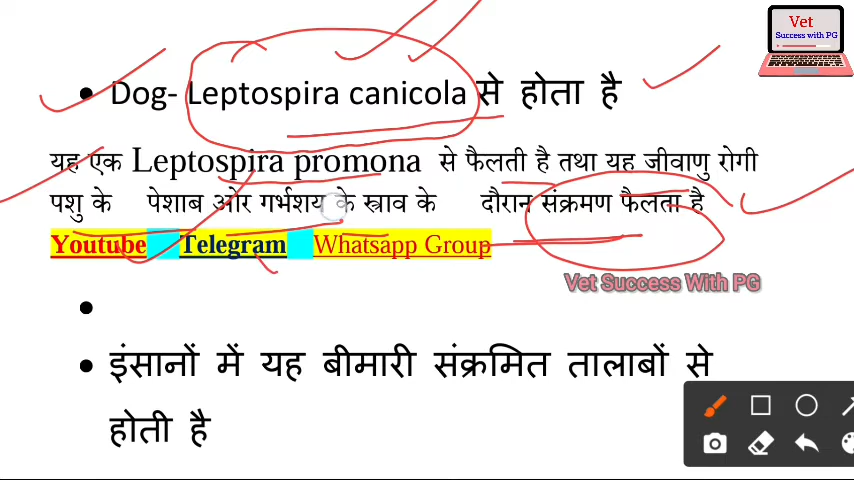 Vet
Success with PG
Dog- Leptospira canicola से होता है
यह एक Leptospira promona से फैलती है तथा यह जीवाणु रोगी
पशु के पेशाब ओर गर्भशय के स्त्राव के दौरान संक्रमण फैलता है
Youtube Telegram Whatsapp Group
Vet Success With PG
इंसानों में यह बीमारी संक्रमित तालाबों से
होती है